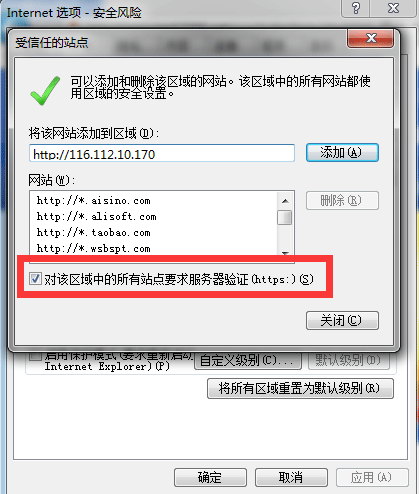 Internet 选项 - 安全风险
受信任的站点
可以添加和删除该区域的网站。该区域中的所有网站都使
用区域的安全设置。
将该网站添加到区域(D):
http://116.112.10.170
添加(A)
网站(W):
http://*.aisino.com
http://*.alisoft.com
http://*.taobao.com
http://*.wsbspt.com
删除(R)
对该区域中的所有站点要求服务器验证(https:)(S)
关闭(C)
启用保护模式(要求重新启动
Internet Explorer)(P)
自定义级别(C)...
默认级别(D)
将所有区域重置为默认级别(R)
确定
取消
应用(A)